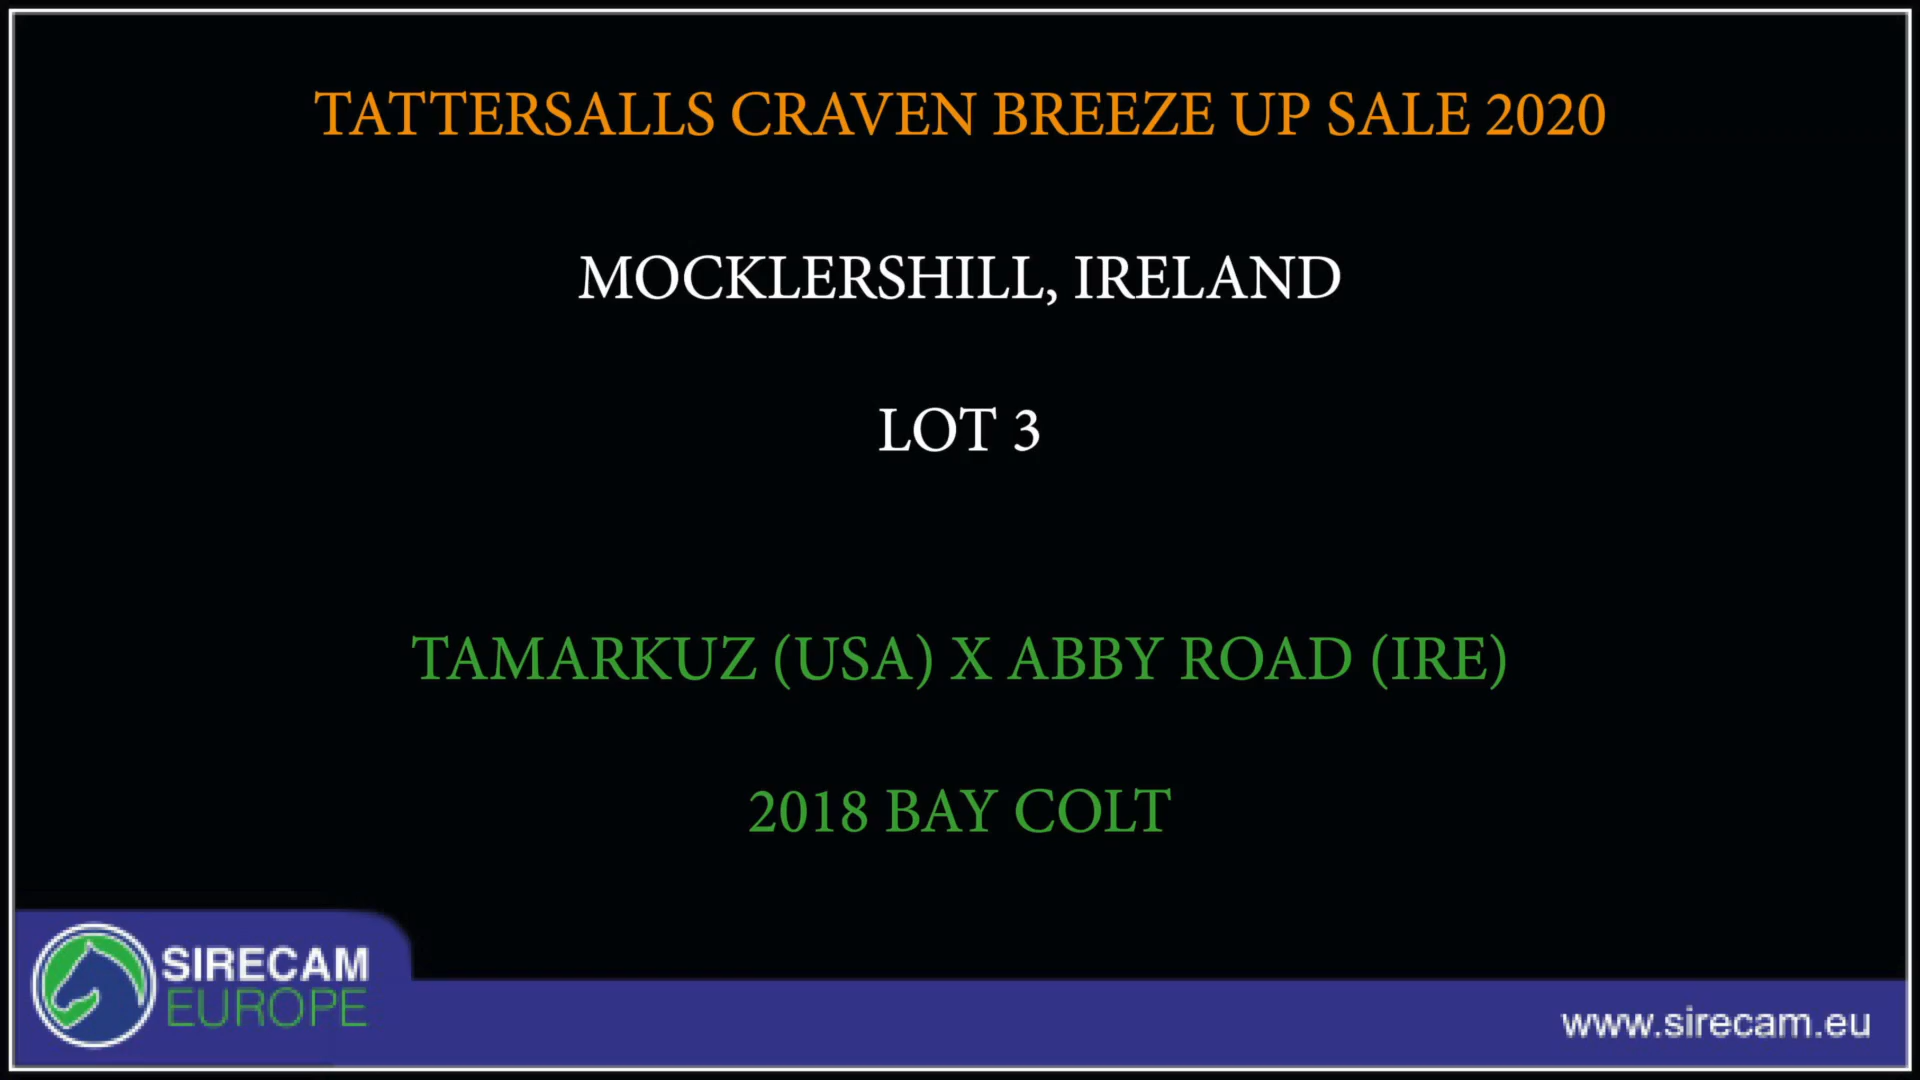 TATTERSALLS CRAVEN BREEZE UP SALE 2020
MOCKLERSHILL, IRELAND
LOT 3
TAMARKUZ (USA) X ABBY ROAD (IRE)
2018 BAY COLT
SIRECAM
EUROPE
www.sirecam.eu